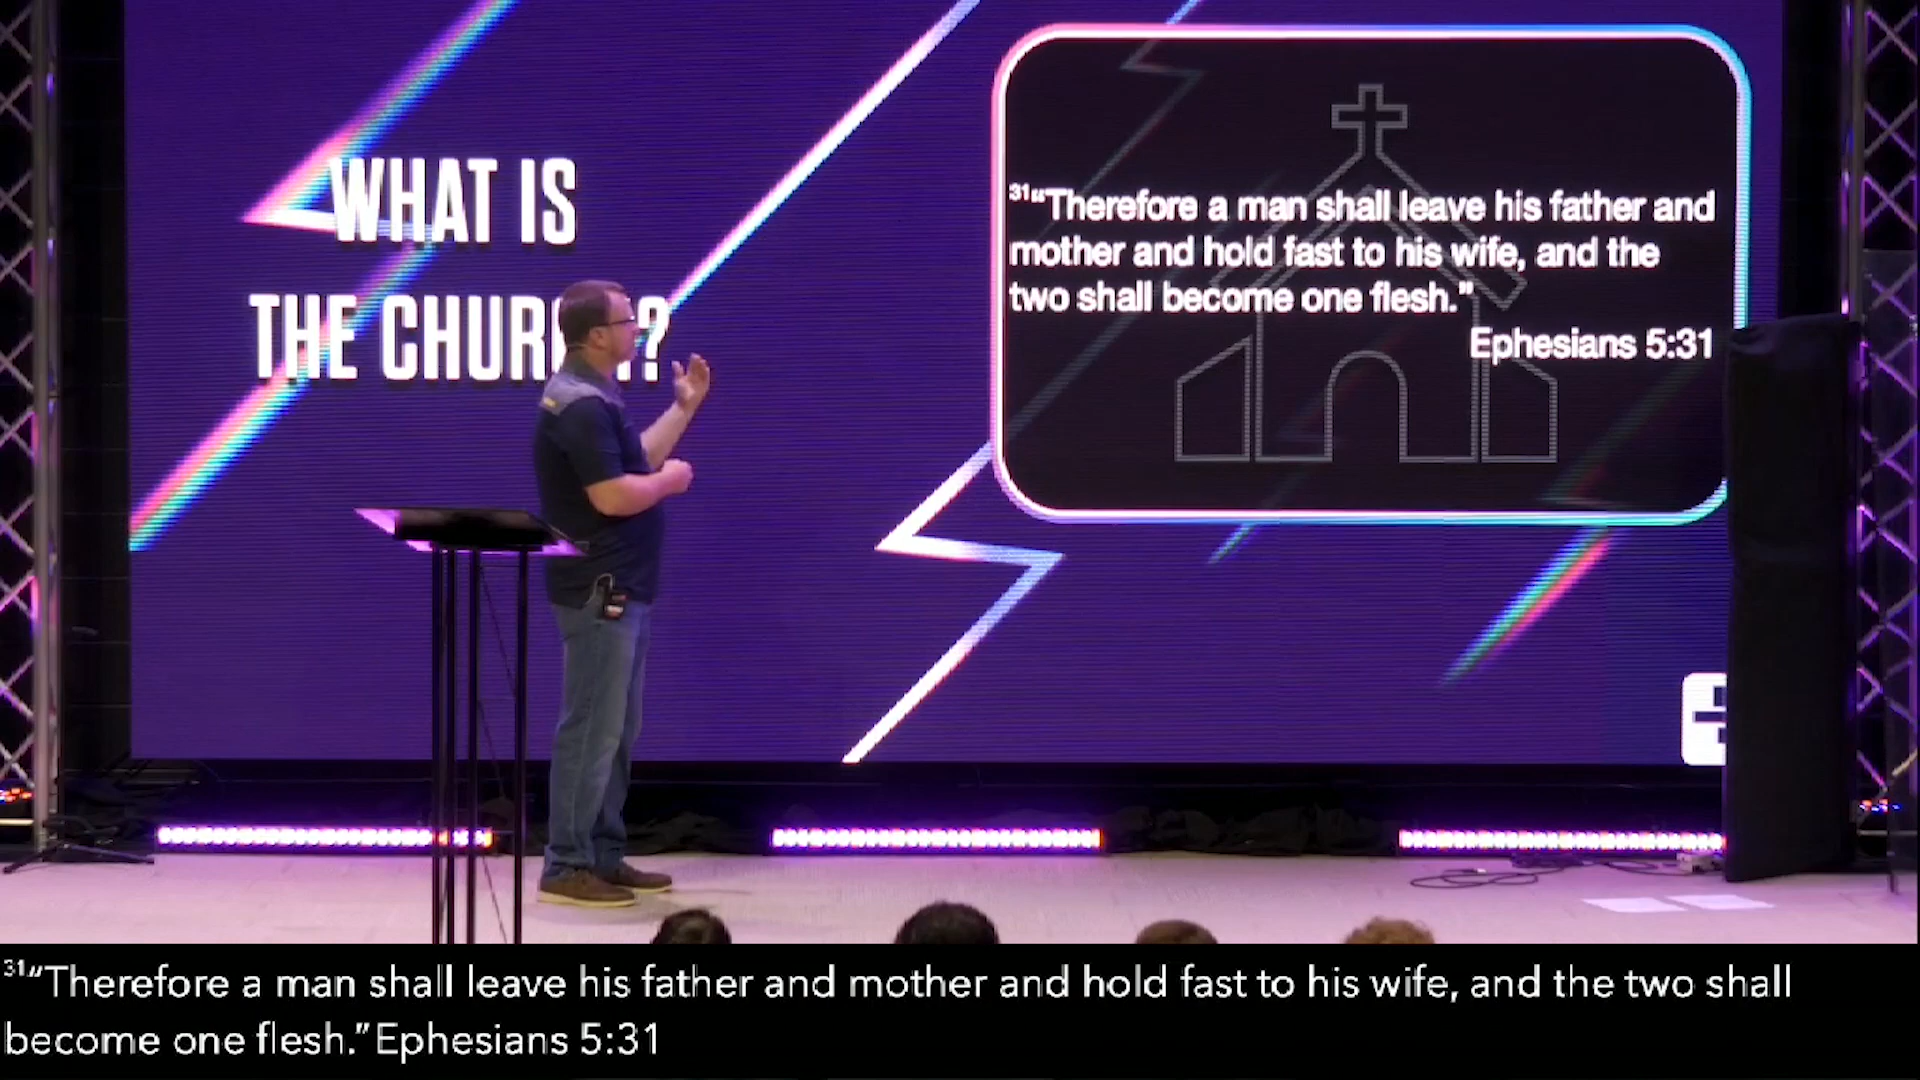 WHAT IS
THE CHURCH?
³¹“Therefore a man shall leave his father and
mother and hold fast to his wife, and the
two shall become one flesh.”
Ephesians 5:31
³¹“Therefore a man shall leave his father and mother and hold fast to his wife, and the two shall
become one flesh.”Ephesians 5:31